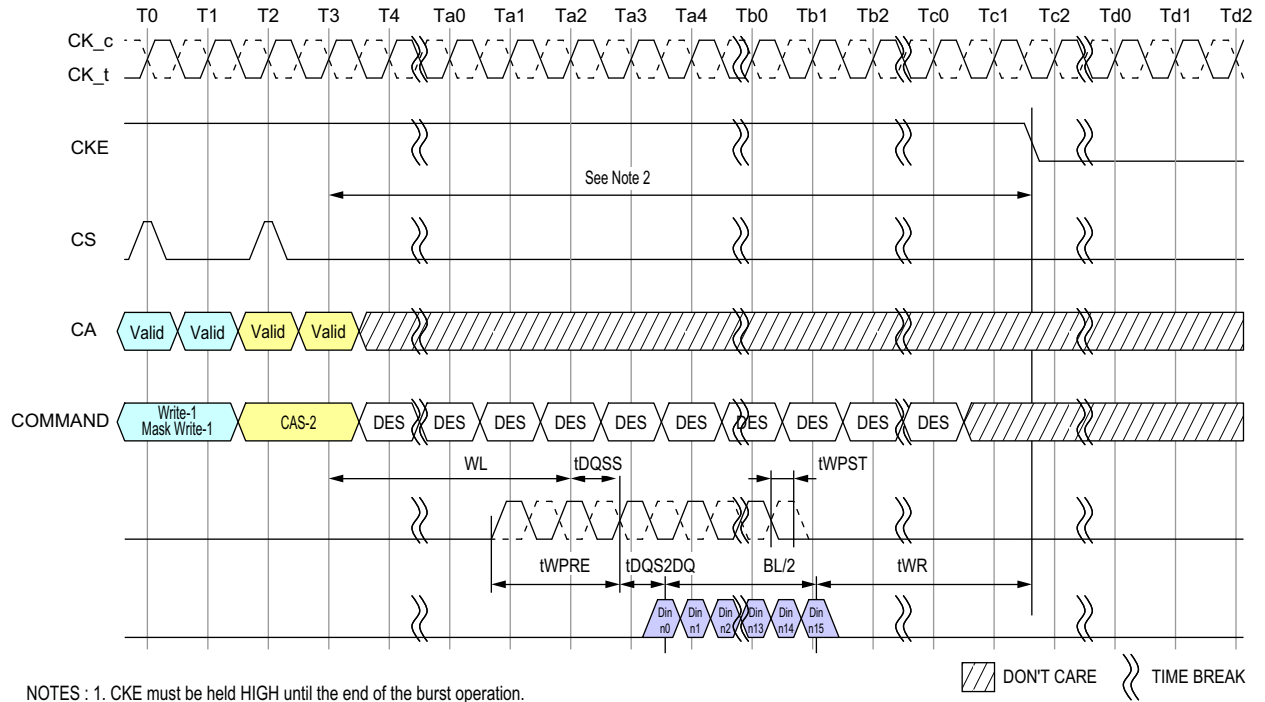 T0 T1 T2 T3 T4 Ta0 Ta1 Ta2 Ta3 Ta4 Tb0 Tb1 Tb2 Tc0 Tc1 Tc2 Td0 Td1 Td2
CK_c
CK_t
CKE
See Note 2
CS
CA Valid Valid Valid Valid
COMMAND Write-1 Mask Write-1 CAS-2 DES DES DES DES DES DES DES DES DES DES
WL tDQSS tWPST
tWPRE tDQS2DQ BL/2 tWR
Din n0 Din n1 Din n2 Din n13 Din n14 Din n15
DON'T CARE TIME BREAK
NOTES : 1. CKE must be held HIGH until the end of the burst operation.